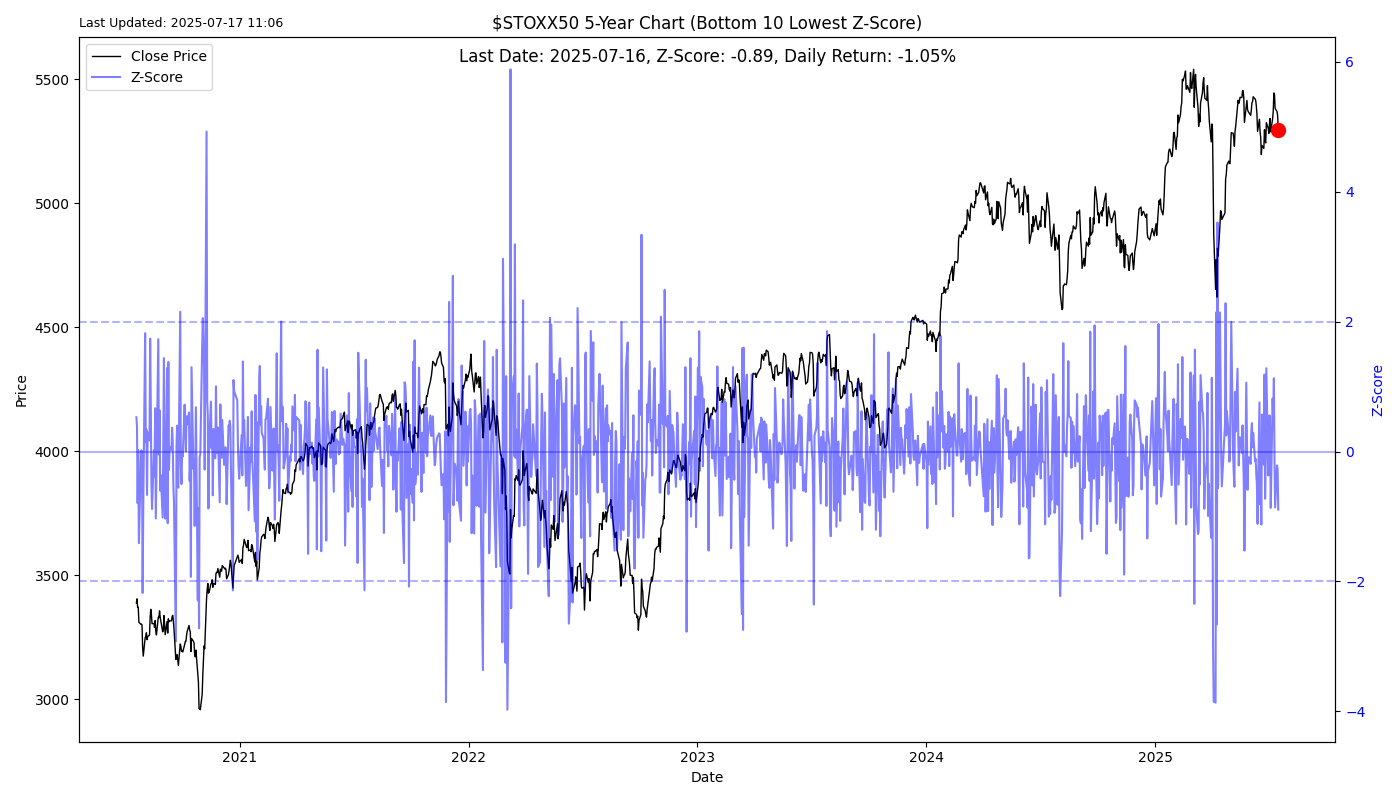 Last Updated: 2025-07-17 11:06
$STOXX50 5-Year Chart (Bottom 10 Lowest Z-Score)
Last Date: 2025-07-16, Z-Score: -0.89, Daily Return: -1.05%
Close Price
Z-Score
5500
5000
4500
4000
3500
3000
Price
6
4
2
0
−2
−4
Z-Score
2021
2022
2023
2024
2025
Date